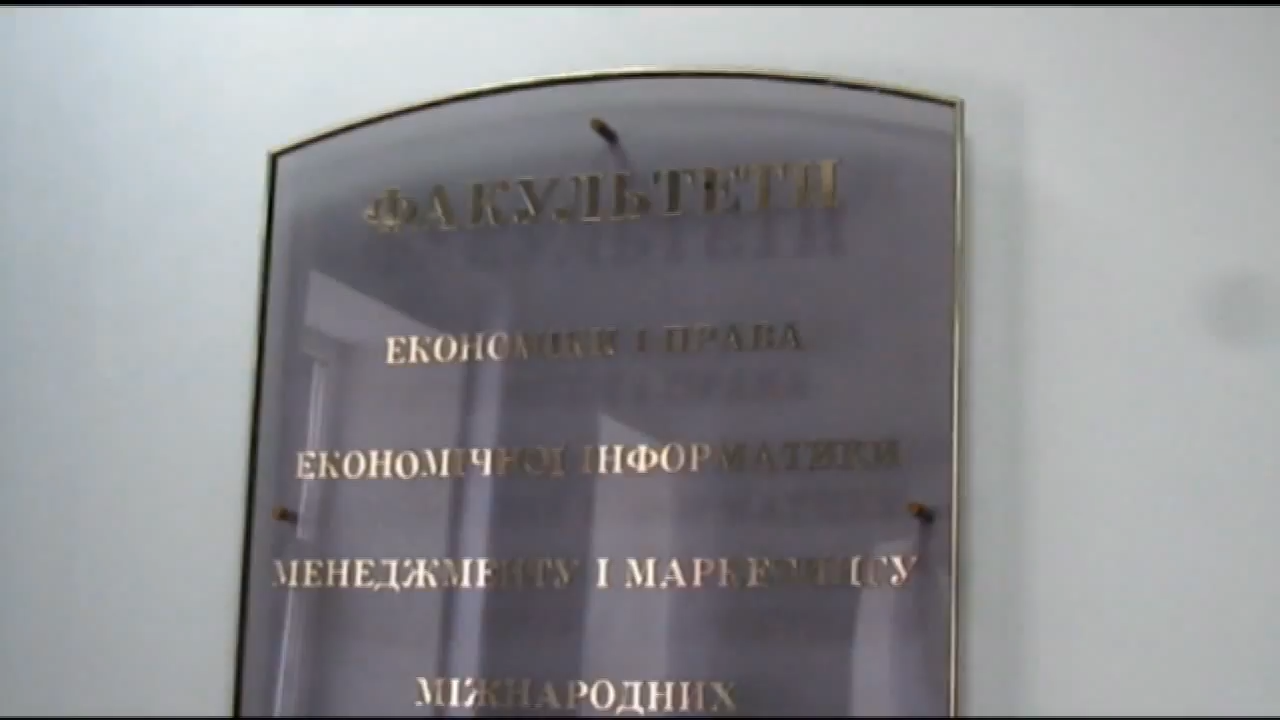 ФАКУЛЬТЕТИ
ЕКОНОМІКИ І ПРАВА
ЕКОНОМІЧНОЇ ІНФОРМАТИКИ
МЕНЕДЖМЕНТУ І МАРКЕТИНГУ
МІЖНАРОДНИХ